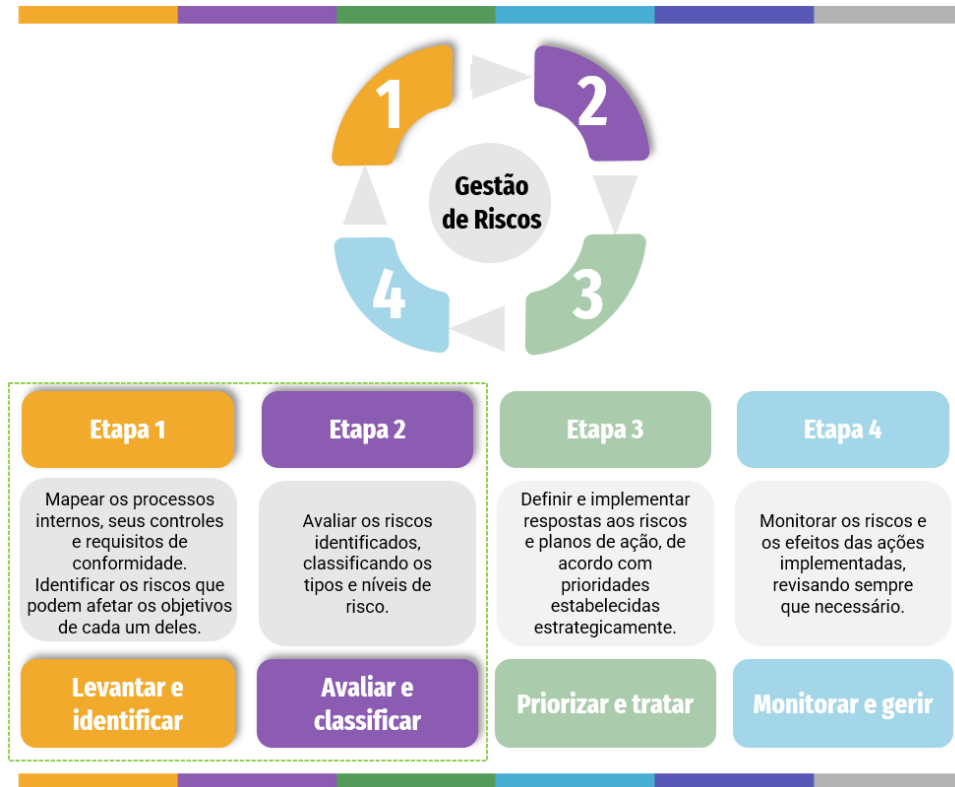 1
2
Gestão
de Riscos
4
3
Etapa 1
Etapa 2
Etapa 3
Etapa 4
Mapear os processos
internos, seus controles
e requisitos de
conformidade.
Identificar os riscos que
podem afetar os objetivos
de cada um deles.
Avaliar os riscos
identificados,
classificando os
tipos e níveis de
risco.
Definir e implementar
respostas aos riscos
e planos de ação, de
acordo com
prioridades
estabelecidas
estrategicamente.
Monitorar os riscos e
os efeitos das ações
implementadas,
revisando sempre
que necessário.
Levantar e
identificar
Avaliar e
classificar
Priorizar e tratar
Monitorar e gerir